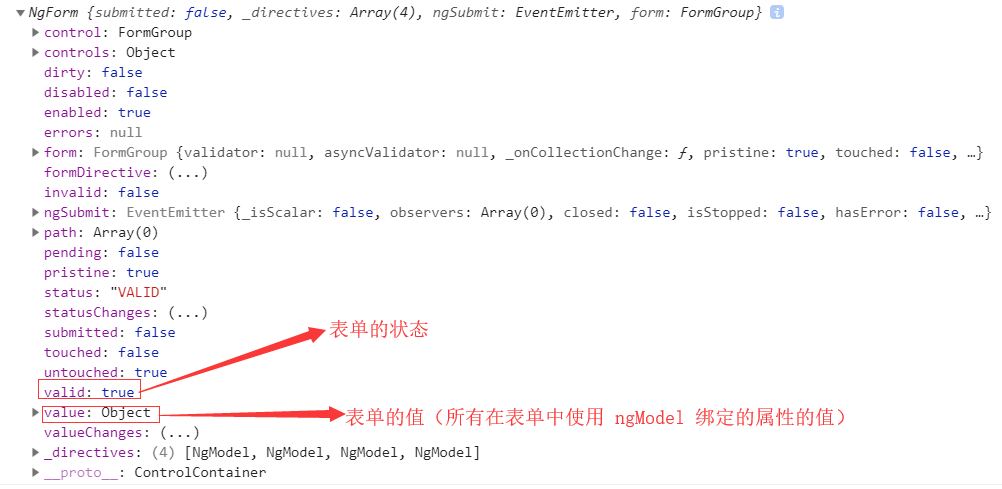 NgForm {submitted: false, _directives: Array(4), ngSubmit: EventEmitter, form: FormGroup}
control: FormGroup
controls: Object
dirty: false
disabled: false
enabled: true
errors: null
form: FormGroup {validator: null, asyncValidator: null, _onCollectionChange: ƒ, pristine: true, touched: false, …}
formDirective: (...)
invalid: false
ngSubmit: EventEmitter {_isScalar: false, observers: Array(0), closed: false, isStopped: false, hasError: false, …}
path: Array(0)
pending: false
pristine: true
status: "VALID"
statusChanges: (...)
submitted: false
表单的状态
touched: false
untouched: true
valid: true
value: Object
表单的值（所有在表单中使用 ngModel 绑定的属性的值）
valueChanges: (...)
_directives: (4) [NgModel, NgModel, NgModel, NgModel]
__proto__: ControlContainer